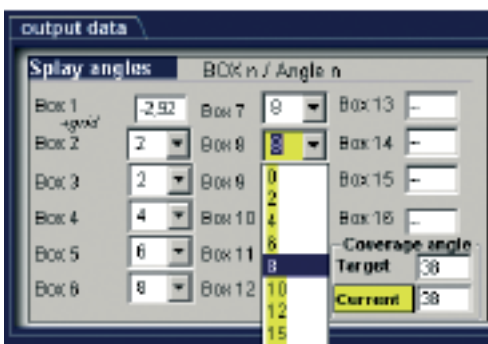 output data
Splay angles BOX n / Angle n
Box 1 -2,92 Box 7 8 Box 13 --
+grid
Box 2 2 Box 8 8 Box 14 --
Box 3 2 Box 9 0 Box 15 --
2
Box 4 4 Box 10 4 Box 16 --
6 Coverage angle
Box 5 6 Box 11 8 Target 38
Box 6 8 Box 12 10 Current 38
12
15